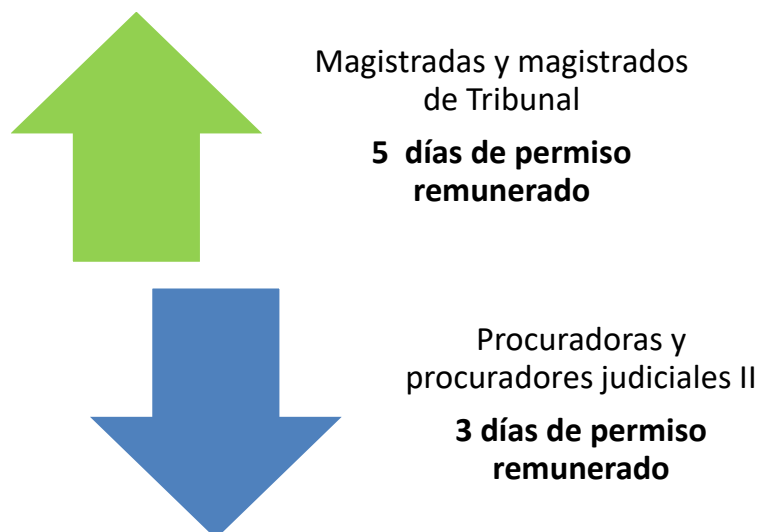 Magistradas y magistrados
de Tribunal
5 días de permiso
remunerado
Procuradoras y
procuradores judiciales II
3 días de permiso
remunerado